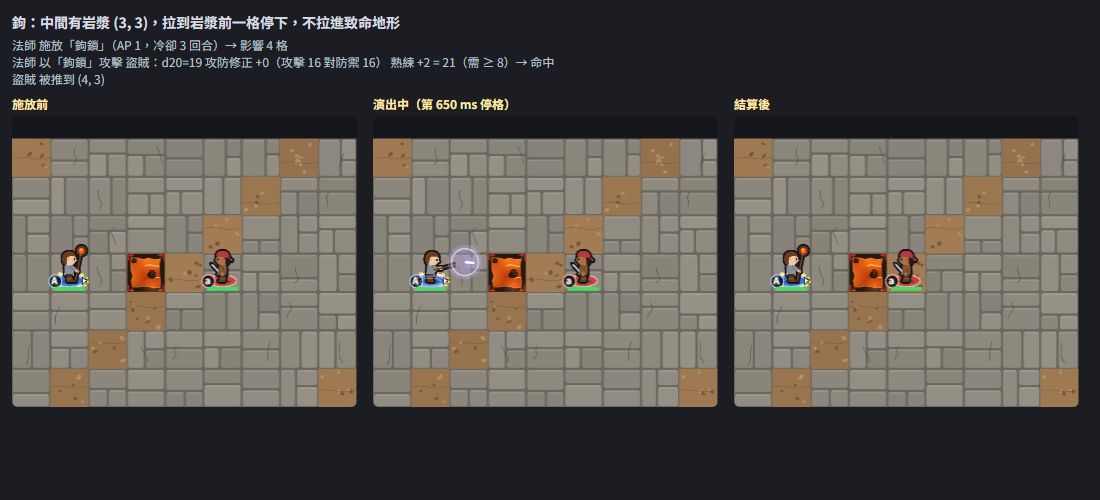 鉤：中間有岩漿 (3, 3)，拉到岩漿前一格停下，不拉進致命地形
法師 施放「鉤鎖」（AP 1，冷卻 3 回合）→ 影響 4 格
法師 以「鉤鎖」攻擊 盜賊：d20=19 攻防修正 +0（攻擊 16 對防禦 16） 熟練 +2 = 21（需 ≥ 8）→ 命中
盜賊 被推到 (4, 3)
施放前
演出中（第 650 ms 停格）
結算後
A
3
A
3
A
3